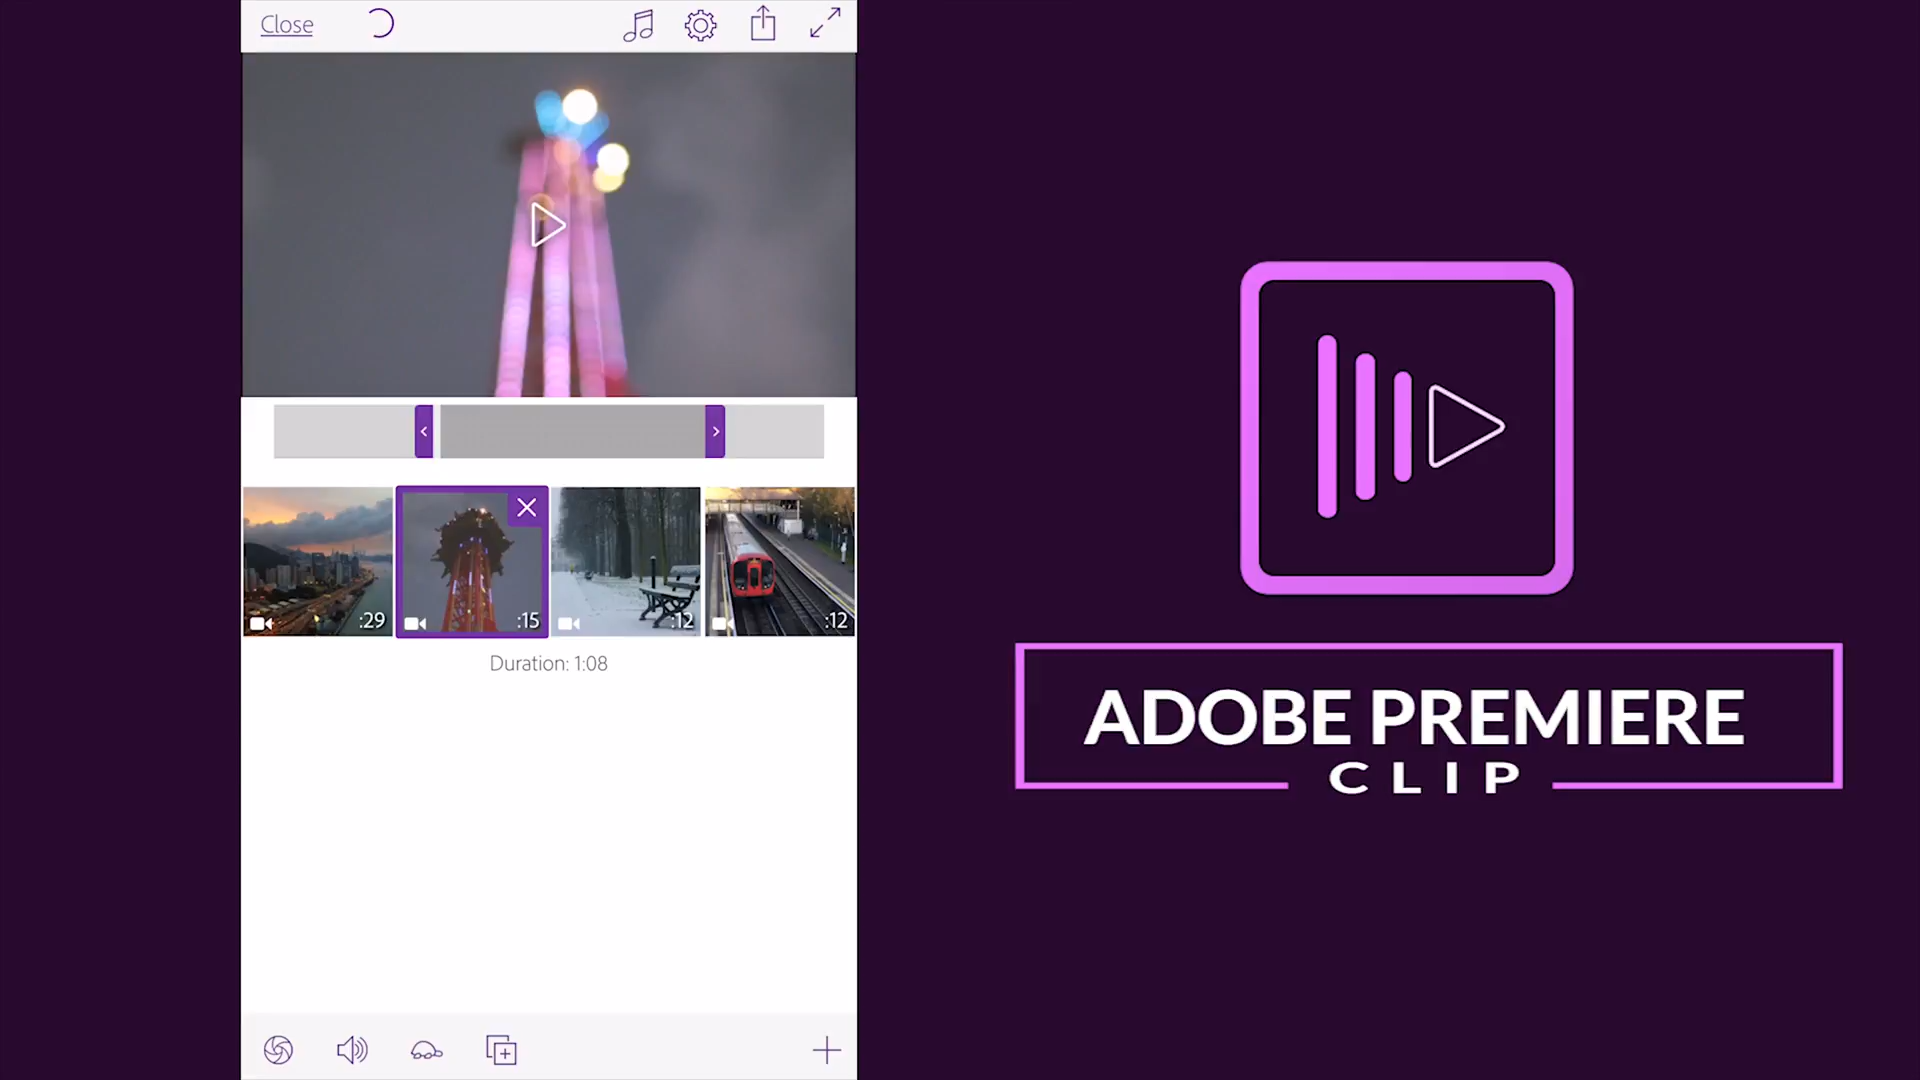 Close
:29
:15
:12
:12
Duration: 1:08
ADOBE PREMIERE
CLIP